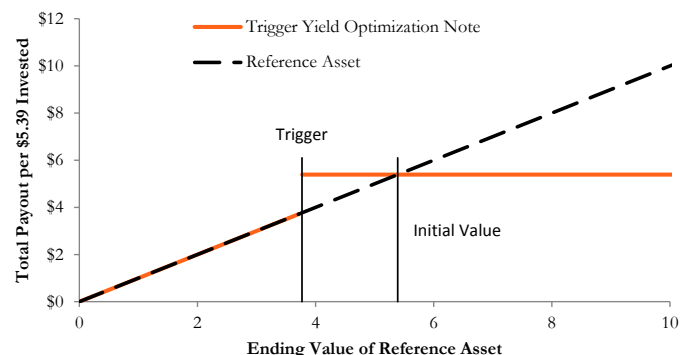 $12
$10
$8
$6
$4
$2
$0
Total Payout per $5.39 Invested
Trigger Yield Optimization Note
Reference Asset
Trigger
Initial Value
0
2
4
6
8
10
Ending Value of Reference Asset